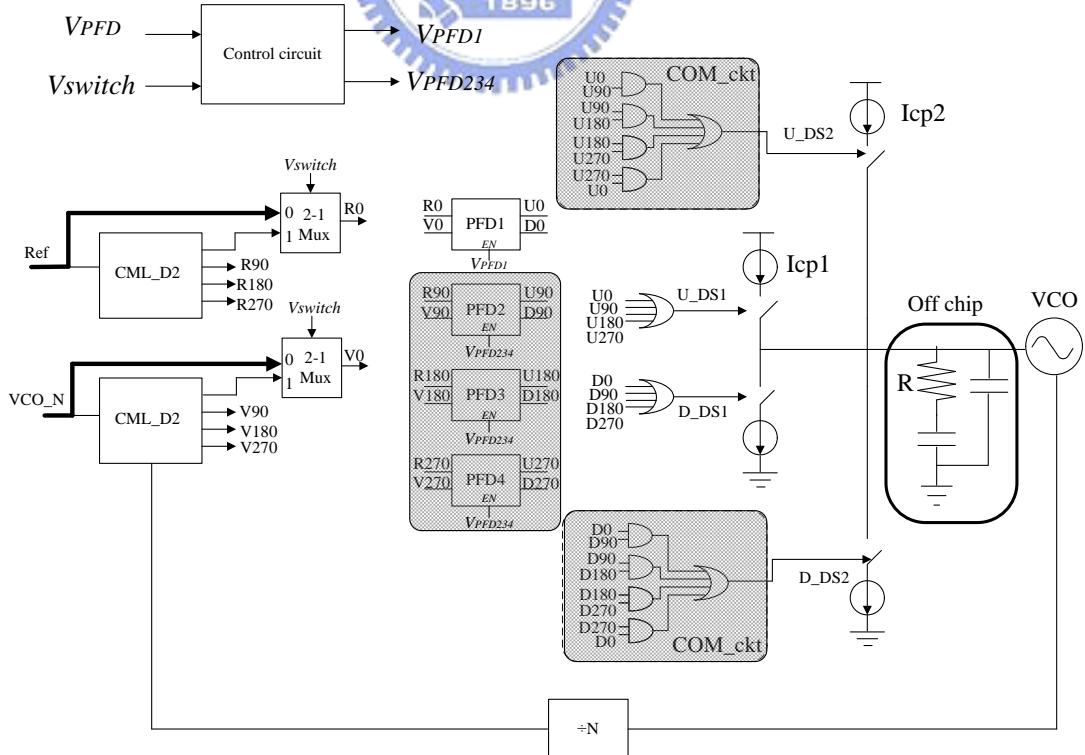 1896
VPFD
Vswitch
Control circuit
VPFD1
VPFD234
COM_ckt
U0
U90
U90
U180
U180
U270
U270
U0
U_DS2
Icp2
Vswitch
0
1
2-1
Mux
R0
Ref
CML_D2
R90
R180
R270
R0
V0
PFD1
EN
U0
D0
VPFD1
R90
V90
PFD2
EN
U90
D90
VPFD234
R180
V180
PFD3
EN
U180
D180
VPFD234
R270
V270
PFD4
EN
U270
D270
VPFD234
Vswitch
0
1
2-1
Mux
V0
VCO_N
CML_D2
V90
V180
V270
Icp1
U0
U90
U180
U270
U_DS1
D0
D90
D180
D270
D_DS1
Off chip
R
VCO
D0
D90
D90
D180
D180
D270
D270
D0
COM_ckt
D_DS2
÷N